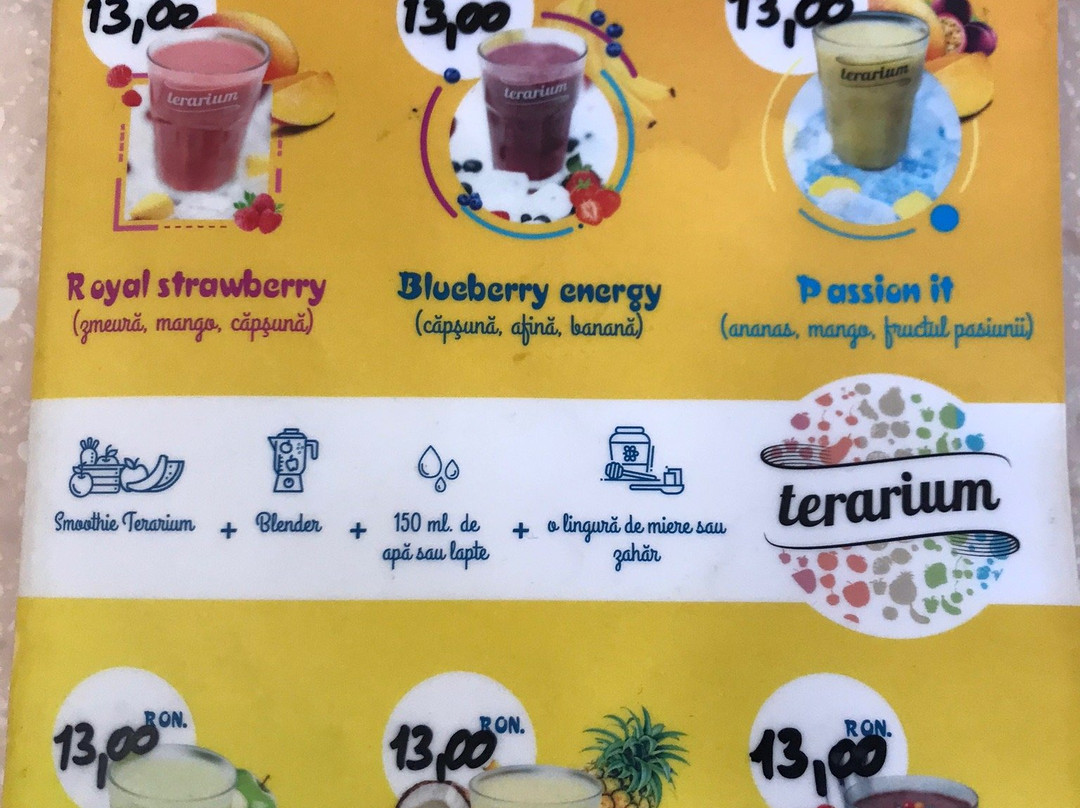 13,00
13,00
13,00
terarium
terarium
terarium
Royal strawberry
(zmeură, mango, căpşună)
Blueberry energy
(căpşună, afină, banană)
Passion it
(ananas, mango, fructul pasiunii)
Smoothie Terarium
+
Blender
+
150 ml. de
apă sau lapte
+
o lingură de miere sau
zahăr
terarium
RON.
13,00
RON.
13,00
RON.
13,00